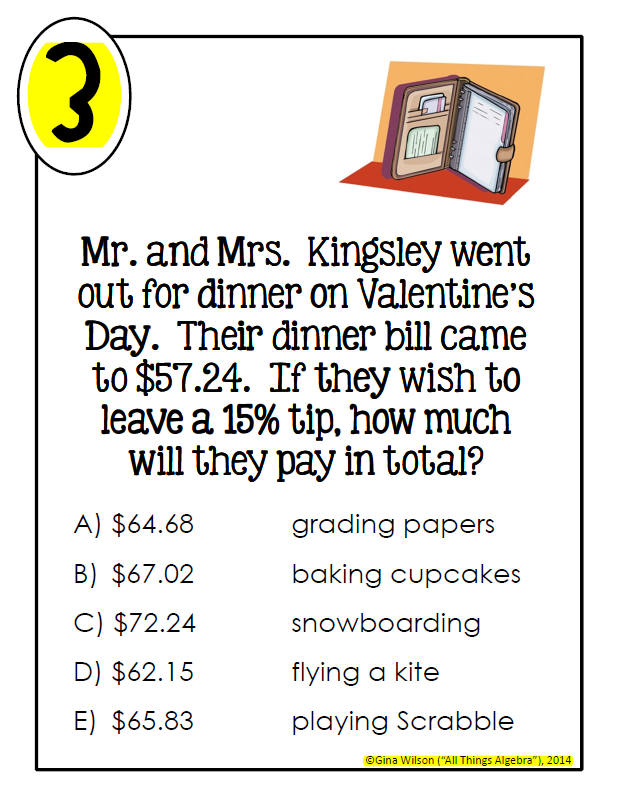 3
Mr. and Mrs. Kingsley went
out for dinner on Valentine's
Day. Their dinner bill came
to $57.24. If they wish to
leave a 15% tip, how much
will they pay in total?
A) $64.68 grading papers
B) $67.02 baking cupcakes
C) $72.24 snowboarding
D) $62.15 flying a kite
E) $65.83 playing Scrabble
©Gina Wilson ("All Things Algebra"), 2014